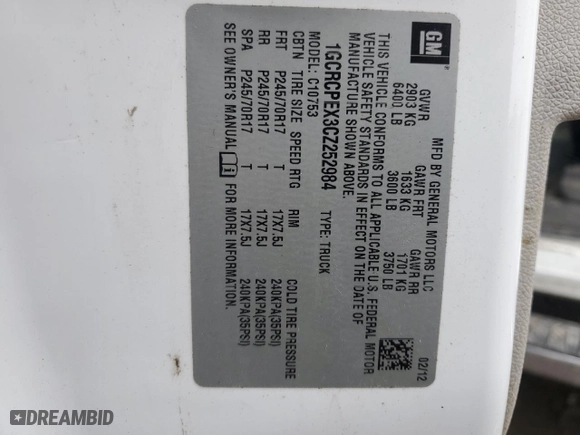 GM
MFD BY GENERAL MOTORS LLC
02/12
GVWR GAWR FRT GAWR RR
2903 KG 1633 KG 1701 KG
6400 LB 3600 LB 3750 LB
THIS VEHICLE CONFORMS TO ALL APPLICABLE U.S. FEDERAL MOTOR
VEHICLE SAFETY STANDARDS IN EFFECT ON THE DATE OF
MANUFACTURE SHOWN ABOVE.
1GCRCPEX3CZ252984 TYPE: TRUCK
MODEL: C10753
CBTN TIRE SIZE SPEED RTG RIM COLD TIRE PRESSURE
FRT P245/70R17 T 17X7.5J 240KPA(35PSI)
RR P245/70R17 T 17X7.5J 240KPA(35PSI)
SPA P245/70R17 T 17X7.5J 240KPA(35PSI)
SEE OWNER'S MANUAL i FOR MORE INFORMATION.
DREAMBID